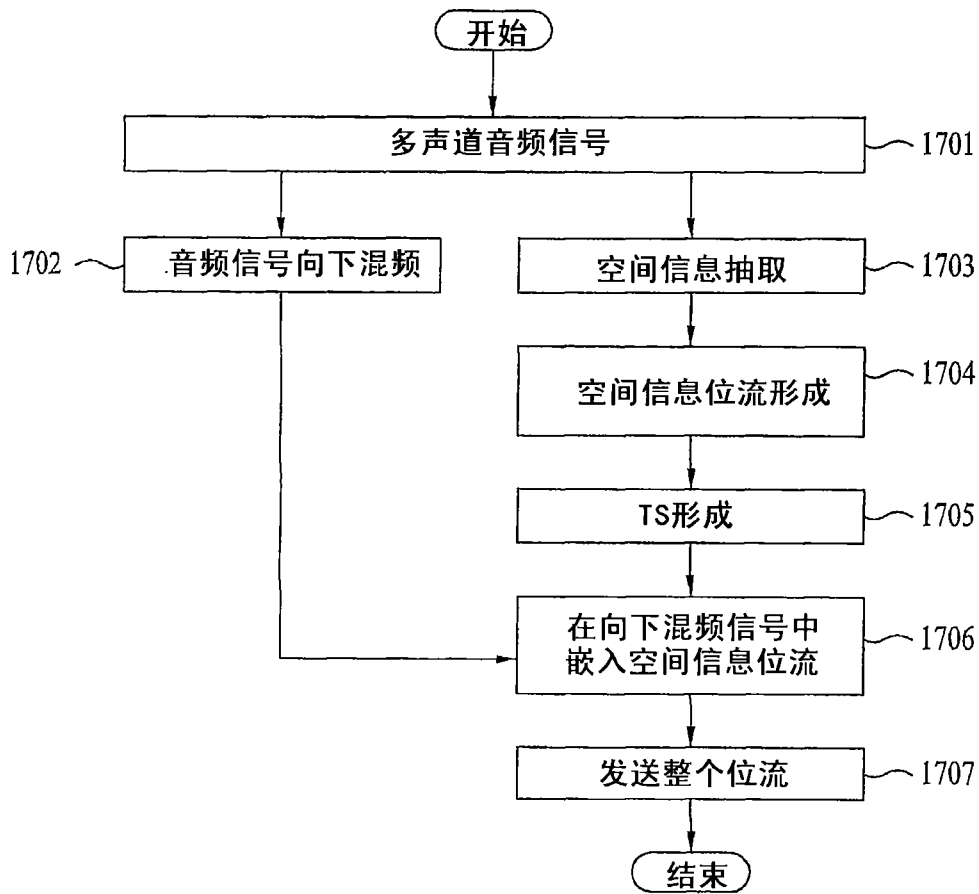 开始
多声道音频信号
1701
1702
音频信号向下混频
空间信息抽取
1703
空间信息位流形成
1704
TS形成
1705
在向下混频信号中
嵌入空间信息位流
1706
发送整个位流
1707
结束